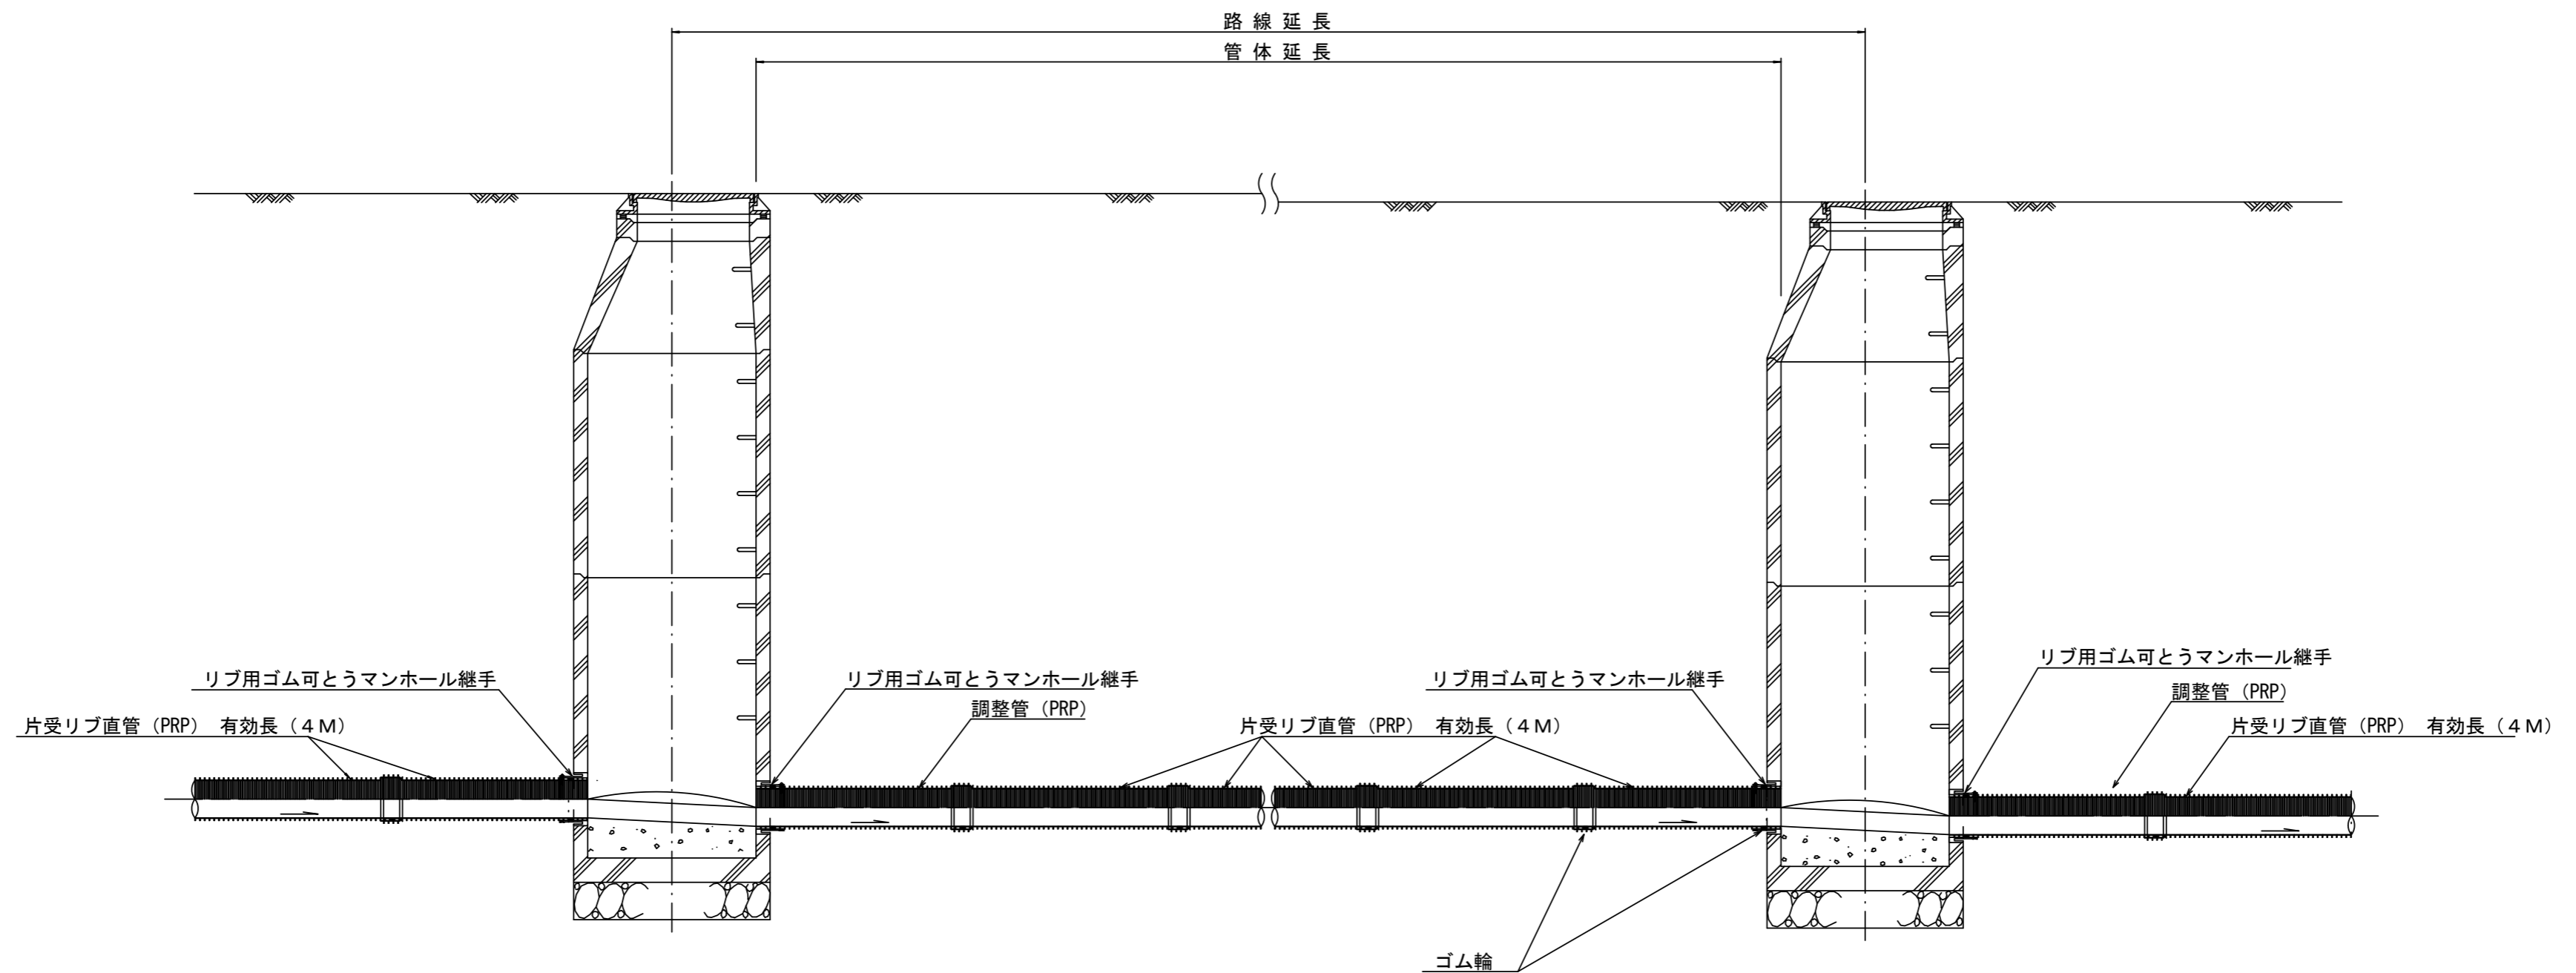 路線延長
管体延長
リブ用ゴム可とうマンホール継手
リブ用ゴム可とうマンホール継手
リブ用ゴム可とうマンホール継手
リブ用ゴム可とうマンホール継手
調整管（PRP）
調整管（PRP）
片受リブ直管（PRP） 有効長（４Ｍ）
片受リブ直管（PRP） 有効長（４Ｍ）
片受リブ直管（PRP） 有効長（４Ｍ）
ゴム輪